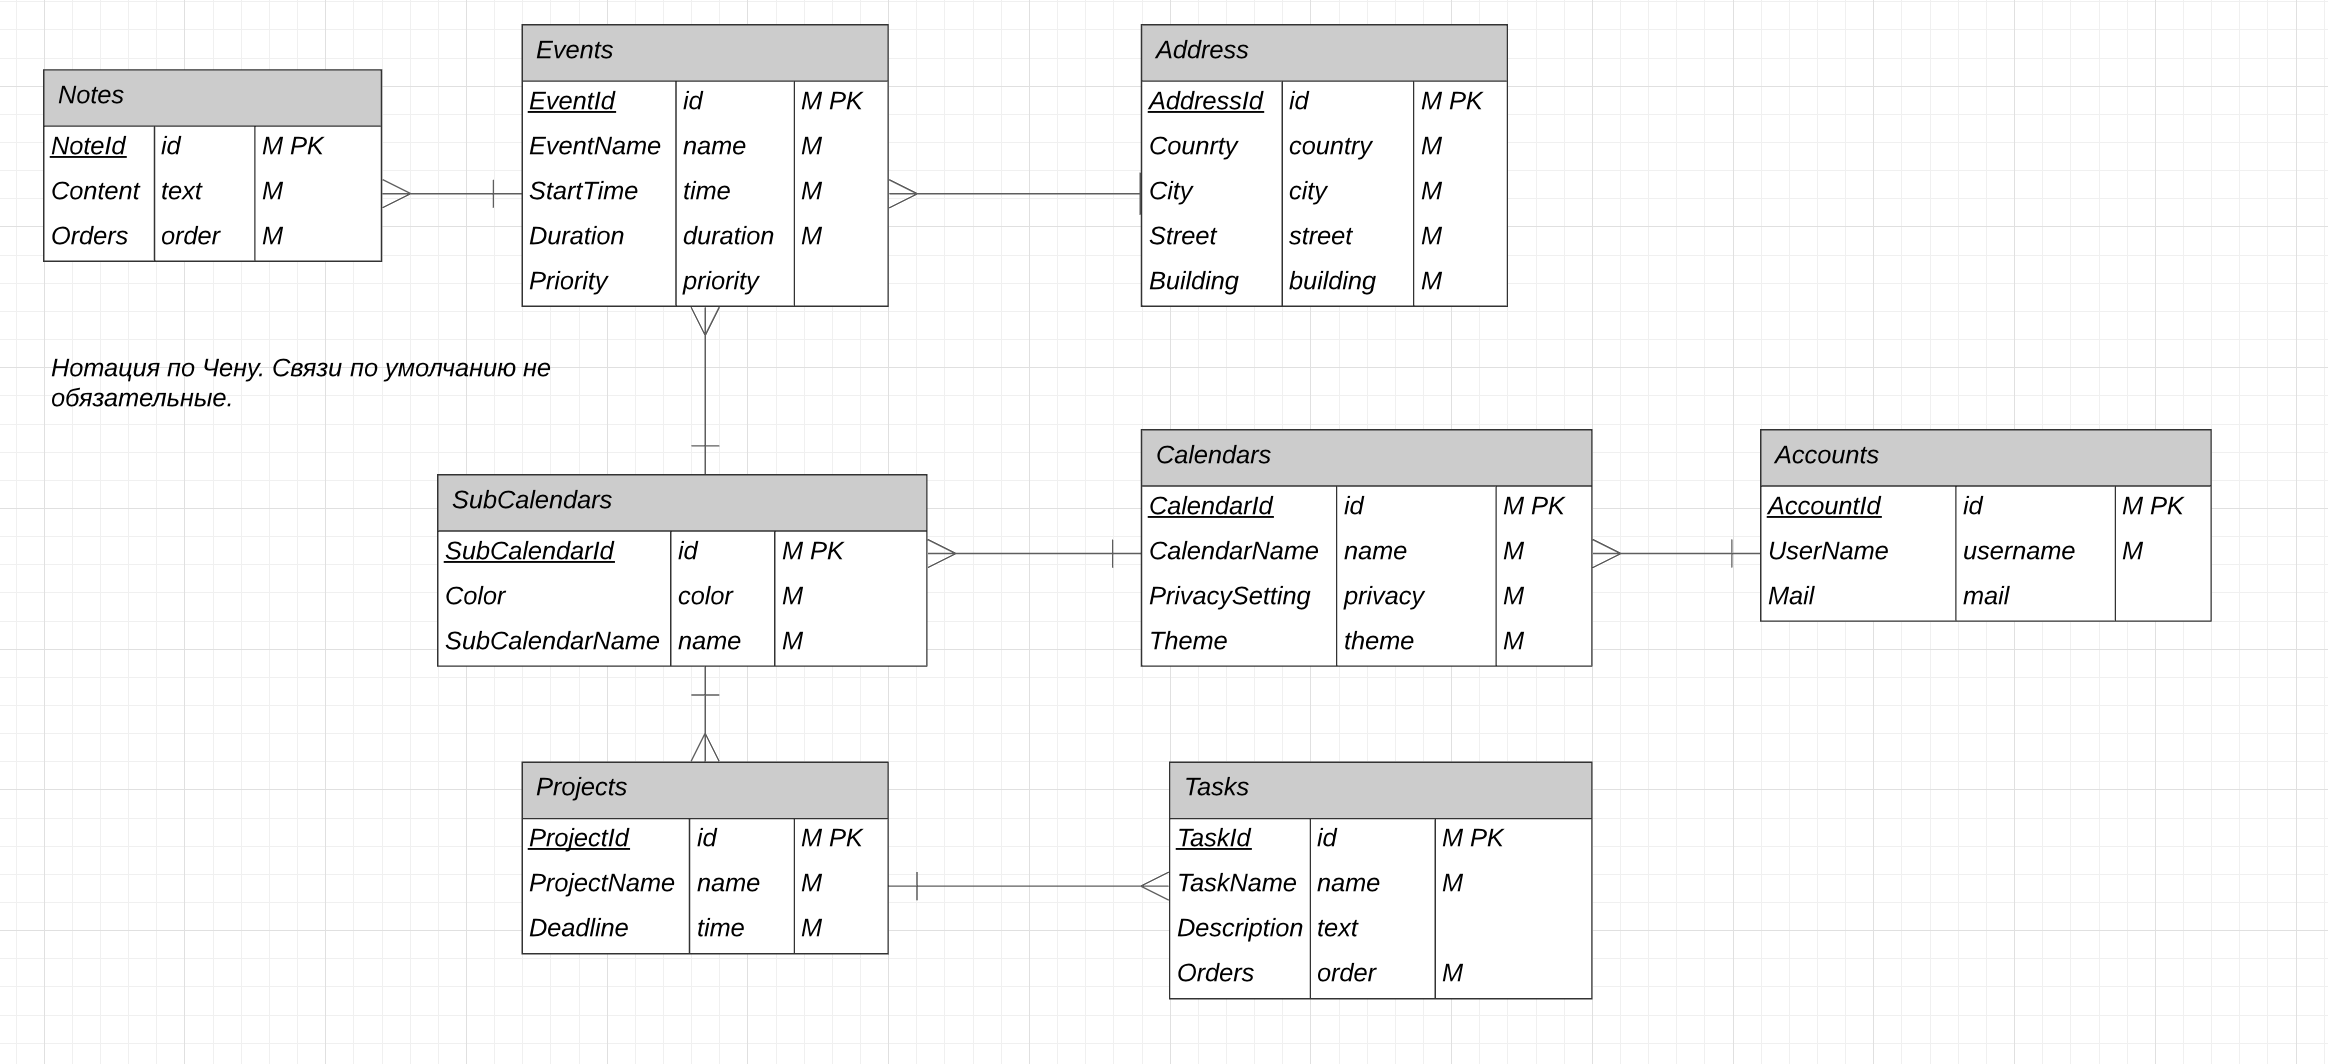 Notes
NoteId id M PK
Content text M
Orders order M
Events
EventId id M PK
EventName name M
StartTime time M
Duration duration M
Priority priority
Address
AddressId id M PK
Counrty country M
City city M
Street street M
Building building M
Нотация по Чену. Связи по умолчанию не
обязательные.
SubCalendars
SubCalendarId id M PK
Color color M
SubCalendarName name M
Calendars
CalendarId id M PK
CalendarName name M
PrivacySetting privacy M
Theme theme M
Accounts
AccountId id M PK
UserName username M
Mail mail
Projects
ProjectId id M PK
ProjectName name M
Deadline time M
Tasks
TaskId id M PK
TaskName name M
Description text
Orders order M